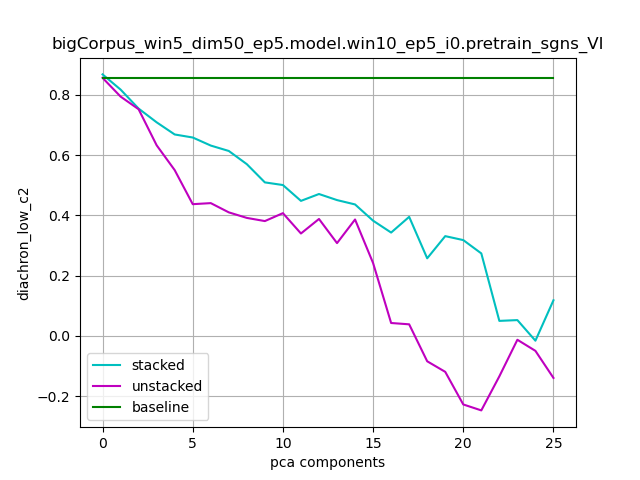 bigCorpus_win5_dim50_ep5.model.win10_ep5_i0.pretrain_sgns_VI
0.8
0.6
0.4
0.2
0.0
−0.2
diachron_low_c2
stacked
unstacked
baseline
0 5 10 15 20 25
pca components